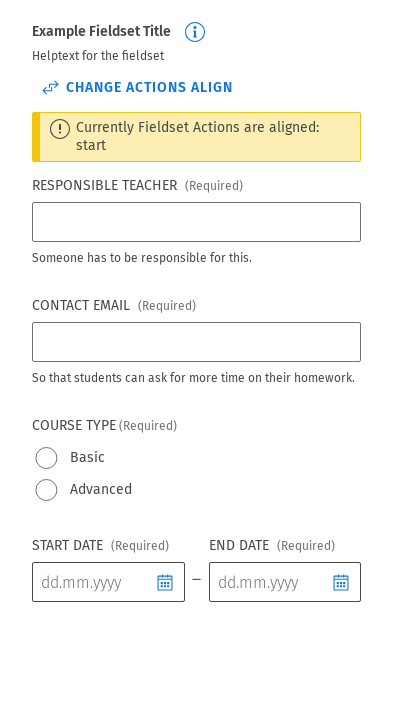 Example Fieldset Title
Helptext for the fieldset
CHANGE ACTIONS ALIGN
Currently Fieldset Actions are aligned:
start
RESPONSIBLE TEACHER (Required)
Someone has to be responsible for this.
CONTACT EMAIL (Required)
So that students can ask for more time on their homework.
COURSE TYPE (Required)
Basic
Advanced
START DATE (Required) END DATE (Required)
dd.mm.yyyy – dd.mm.yyyy